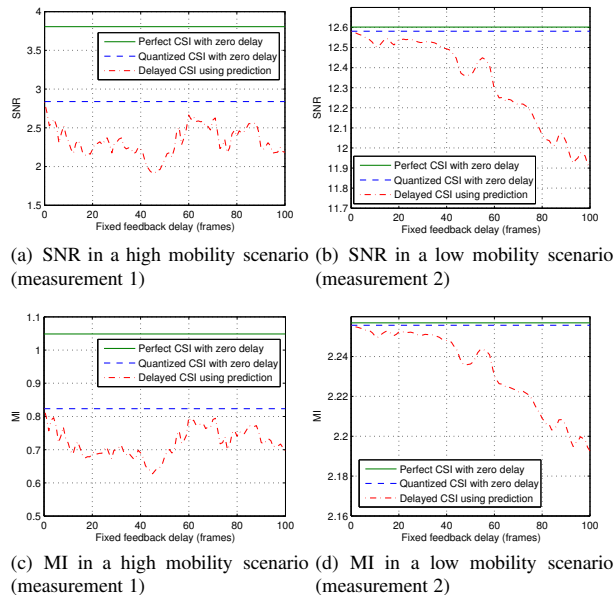 4
3.5
3
2.5
2
1.5
SNR
Perfect CSI with zero delay
Quantized CSI with zero delay
Delayed CSI using prediction
0 20 40 60 80 100
Fixed feedback delay (frames)
(a) SNR in a high mobility scenario
(measurement 1)
12.6
12.5
12.4
12.3
12.2
12.1
12
11.9
11.8
11.7
SNR
Perfect CSI with zero delay
Quantized CSI with zero delay
Delayed CSI using prediction
0 20 40 60 80 100
Fixed feedback delay (frames)
(b) SNR in a low mobility scenario
(measurement 2)
1.1
1
0.9
0.8
0.7
0.6
0.5
MI
Perfect CSI with zero delay
Quantized CSI with zero delay
Delayed CSI using prediction
0 20 40 60 80 100
Fixed feedback delay (frames)
(c) MI in a high mobility scenario
(measurement 1)
2.24
2.22
2.2
2.18
2.16
MI
Perfect CSI with zero delay
Quantized CSI with zero delay
Delayed CSI using prediction
0 20 40 60 80 100
Fixed feedback delay (frames)
(d) MI in a low mobility scenario
(measurement 2)